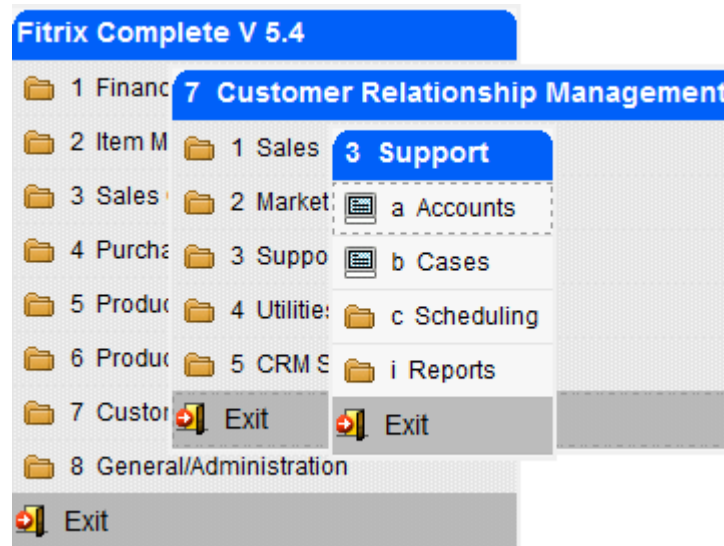 Fitrix Complete V 5.4
1 Financ
2 Item M
3 Sales
4 Purcha
5 Produc
6 Produc
7 Custor
8 General/Administration
Exit
7 Customer Relationship Management
1 Sales
2 Market
3 Suppo
4 Utilities
5 CRM S
Exit
3 Support
a Accounts
b Cases
c Scheduling
i Reports
Exit